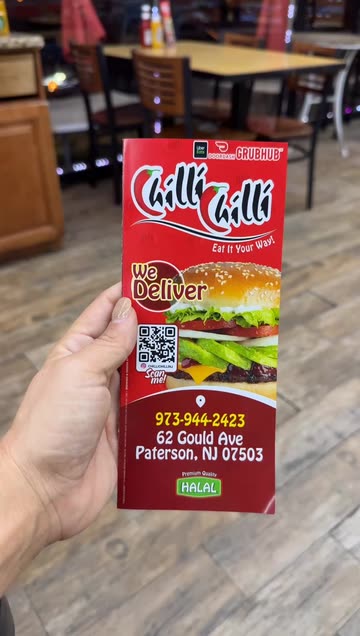 Uber Eats DOORDASH GRUBHUB
Chilli Chilli
Eat It Your Way!
We
Deliver
CHILLICHILLINJ
Scan
me!
973-944-2423
62 Gould Ave
Paterson, NJ 07503
Premium Quality
HALAL